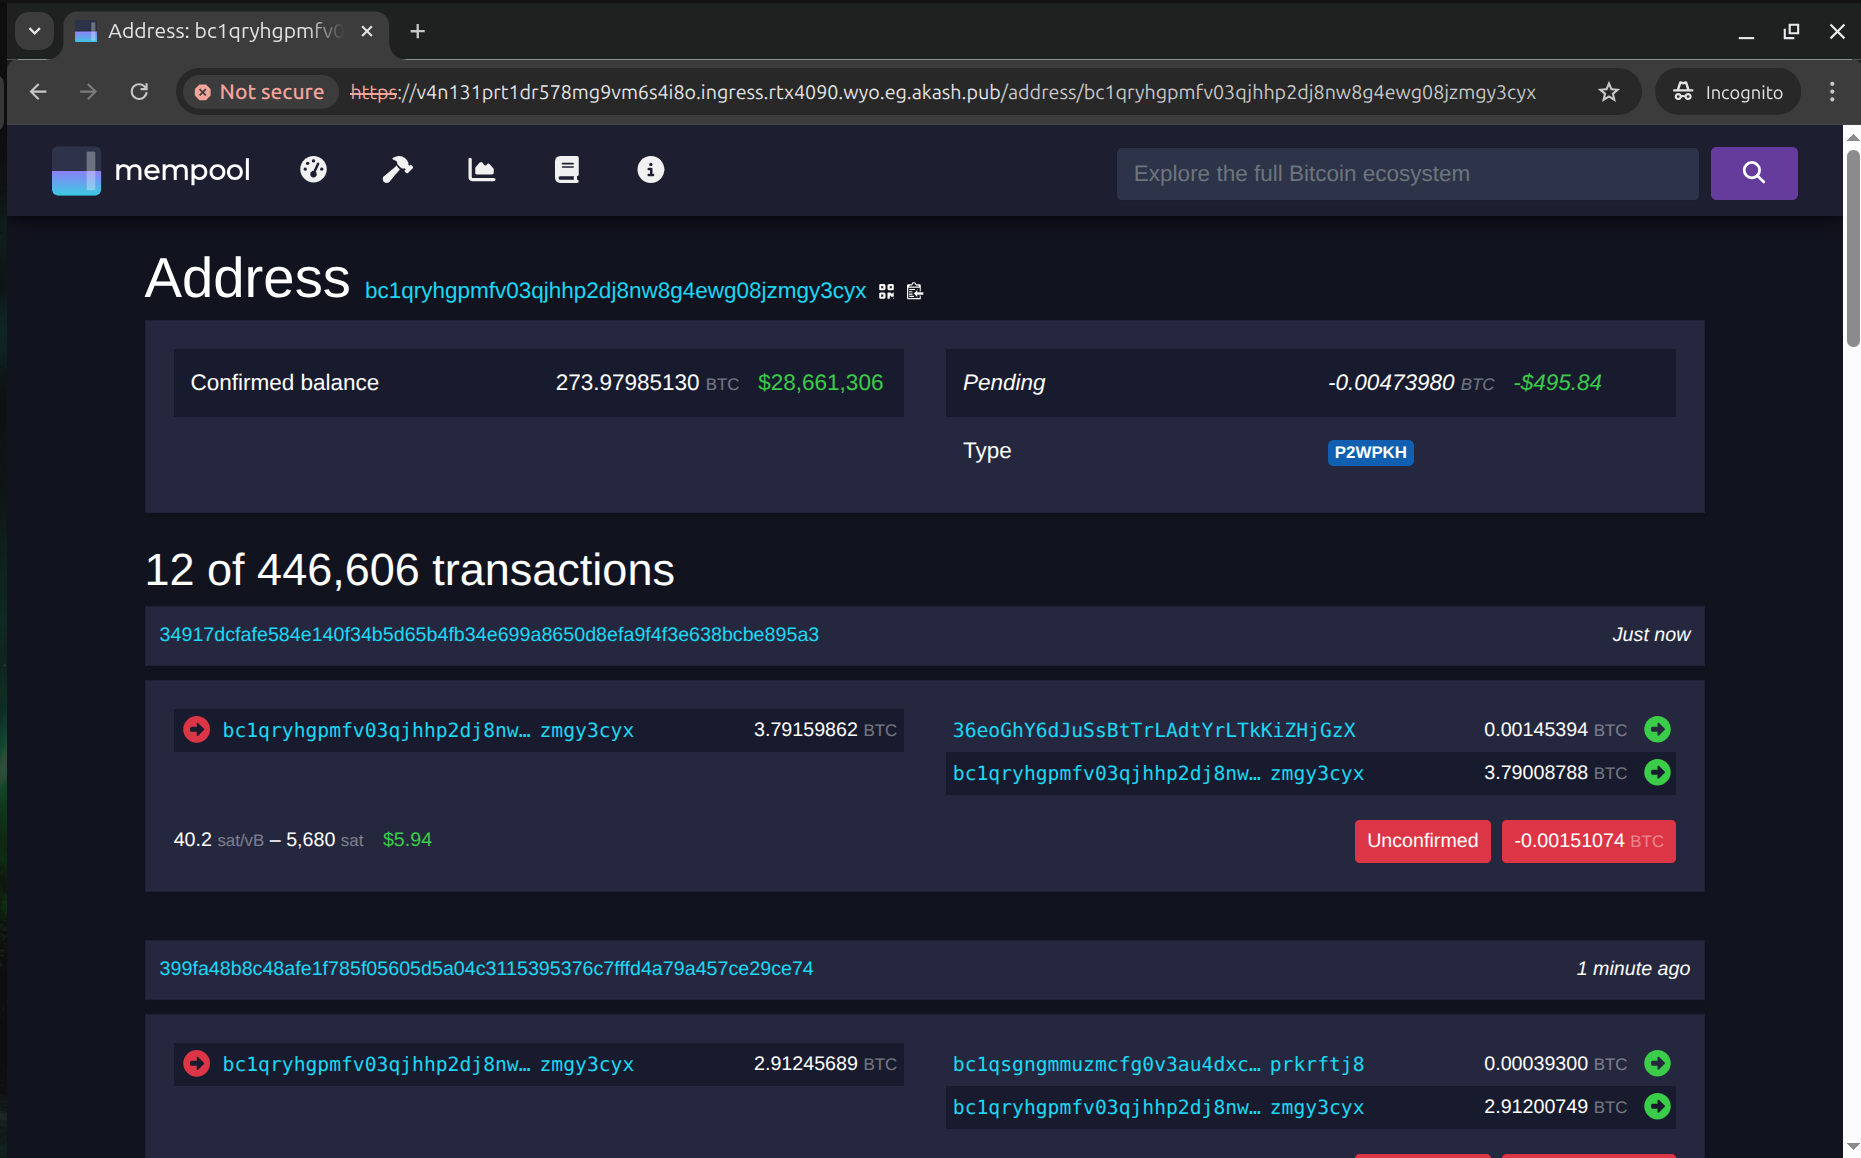 Address: bc1qryhgpmfv0
Not secure https://v4n131prt1dr578mg9vm6s4i8o.ingress.rtx4090.wyo.eg.akash.pub/address/bc1qryhgpmfv03qjhhp2dj8nw8g4ewg08jzmgy3cyx Incognito
mempool Explore the full Bitcoin ecosystem
Address bc1qryhgpmfv03qjhhp2dj8nw8g4ewg08jzmgy3cyx
Confirmed balance 273.97985130 BTC $28,661,306
Pending -0.00473980 BTC -$495.84
Type P2WPKH
12 of 446,606 transactions
34917dcfafe584e140f34b5d65b4fb34e699a8650d8efa9f4f3e638bcbe895a3 Just now
bc1qryhgpmfv03qjhhp2dj8nw… zmgy3cyx 3.79159862 BTC
36eoGhY6dJuSsBtTrLAdtYrLTkKiZHjGzX 0.00145394 BTC
bc1qryhgpmfv03qjhhp2dj8nw… zmgy3cyx 3.79008788 BTC
40.2 sat/vB – 5,680 sat $5.94
Unconfirmed -0.00151074 BTC
399fa48b8c48afe1f785f05605d5a04c3115395376c7fffd4a79a457ce29ce74 1 minute ago
bc1qryhgpmfv03qjhhp2dj8nw… zmgy3cyx 2.91245689 BTC
bc1qsgngmmuzmcfg0v3au4dxc… prkrftj8 0.00039300 BTC
bc1qryhgpmfv03qjhhp2dj8nw… zmgy3cyx 2.91200749 BTC